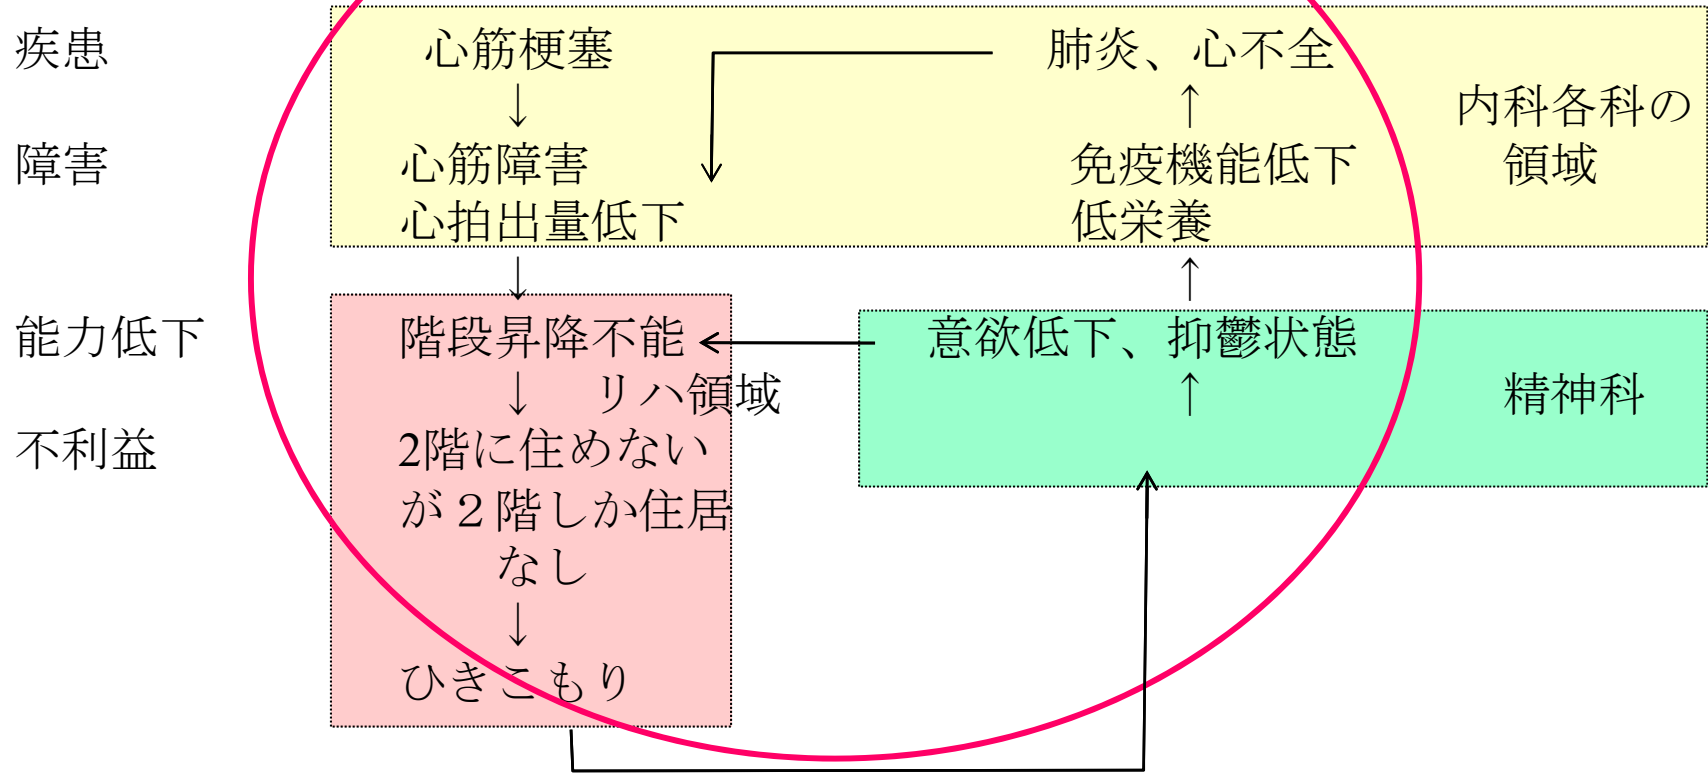 疾患 心筋梗塞 肺炎、心不全
↓ ↑ 内科各科の
障害 心筋障害 免疫機能低下 領域
心拍出量低下 低栄養
↓ ↑
能力低下 階段昇降不能 意欲低下、抑鬱状態
↓ リハ領域 ↑ 精神科
不利益 2階に住めない
が２階しか住居
なし
↓
ひきこもり